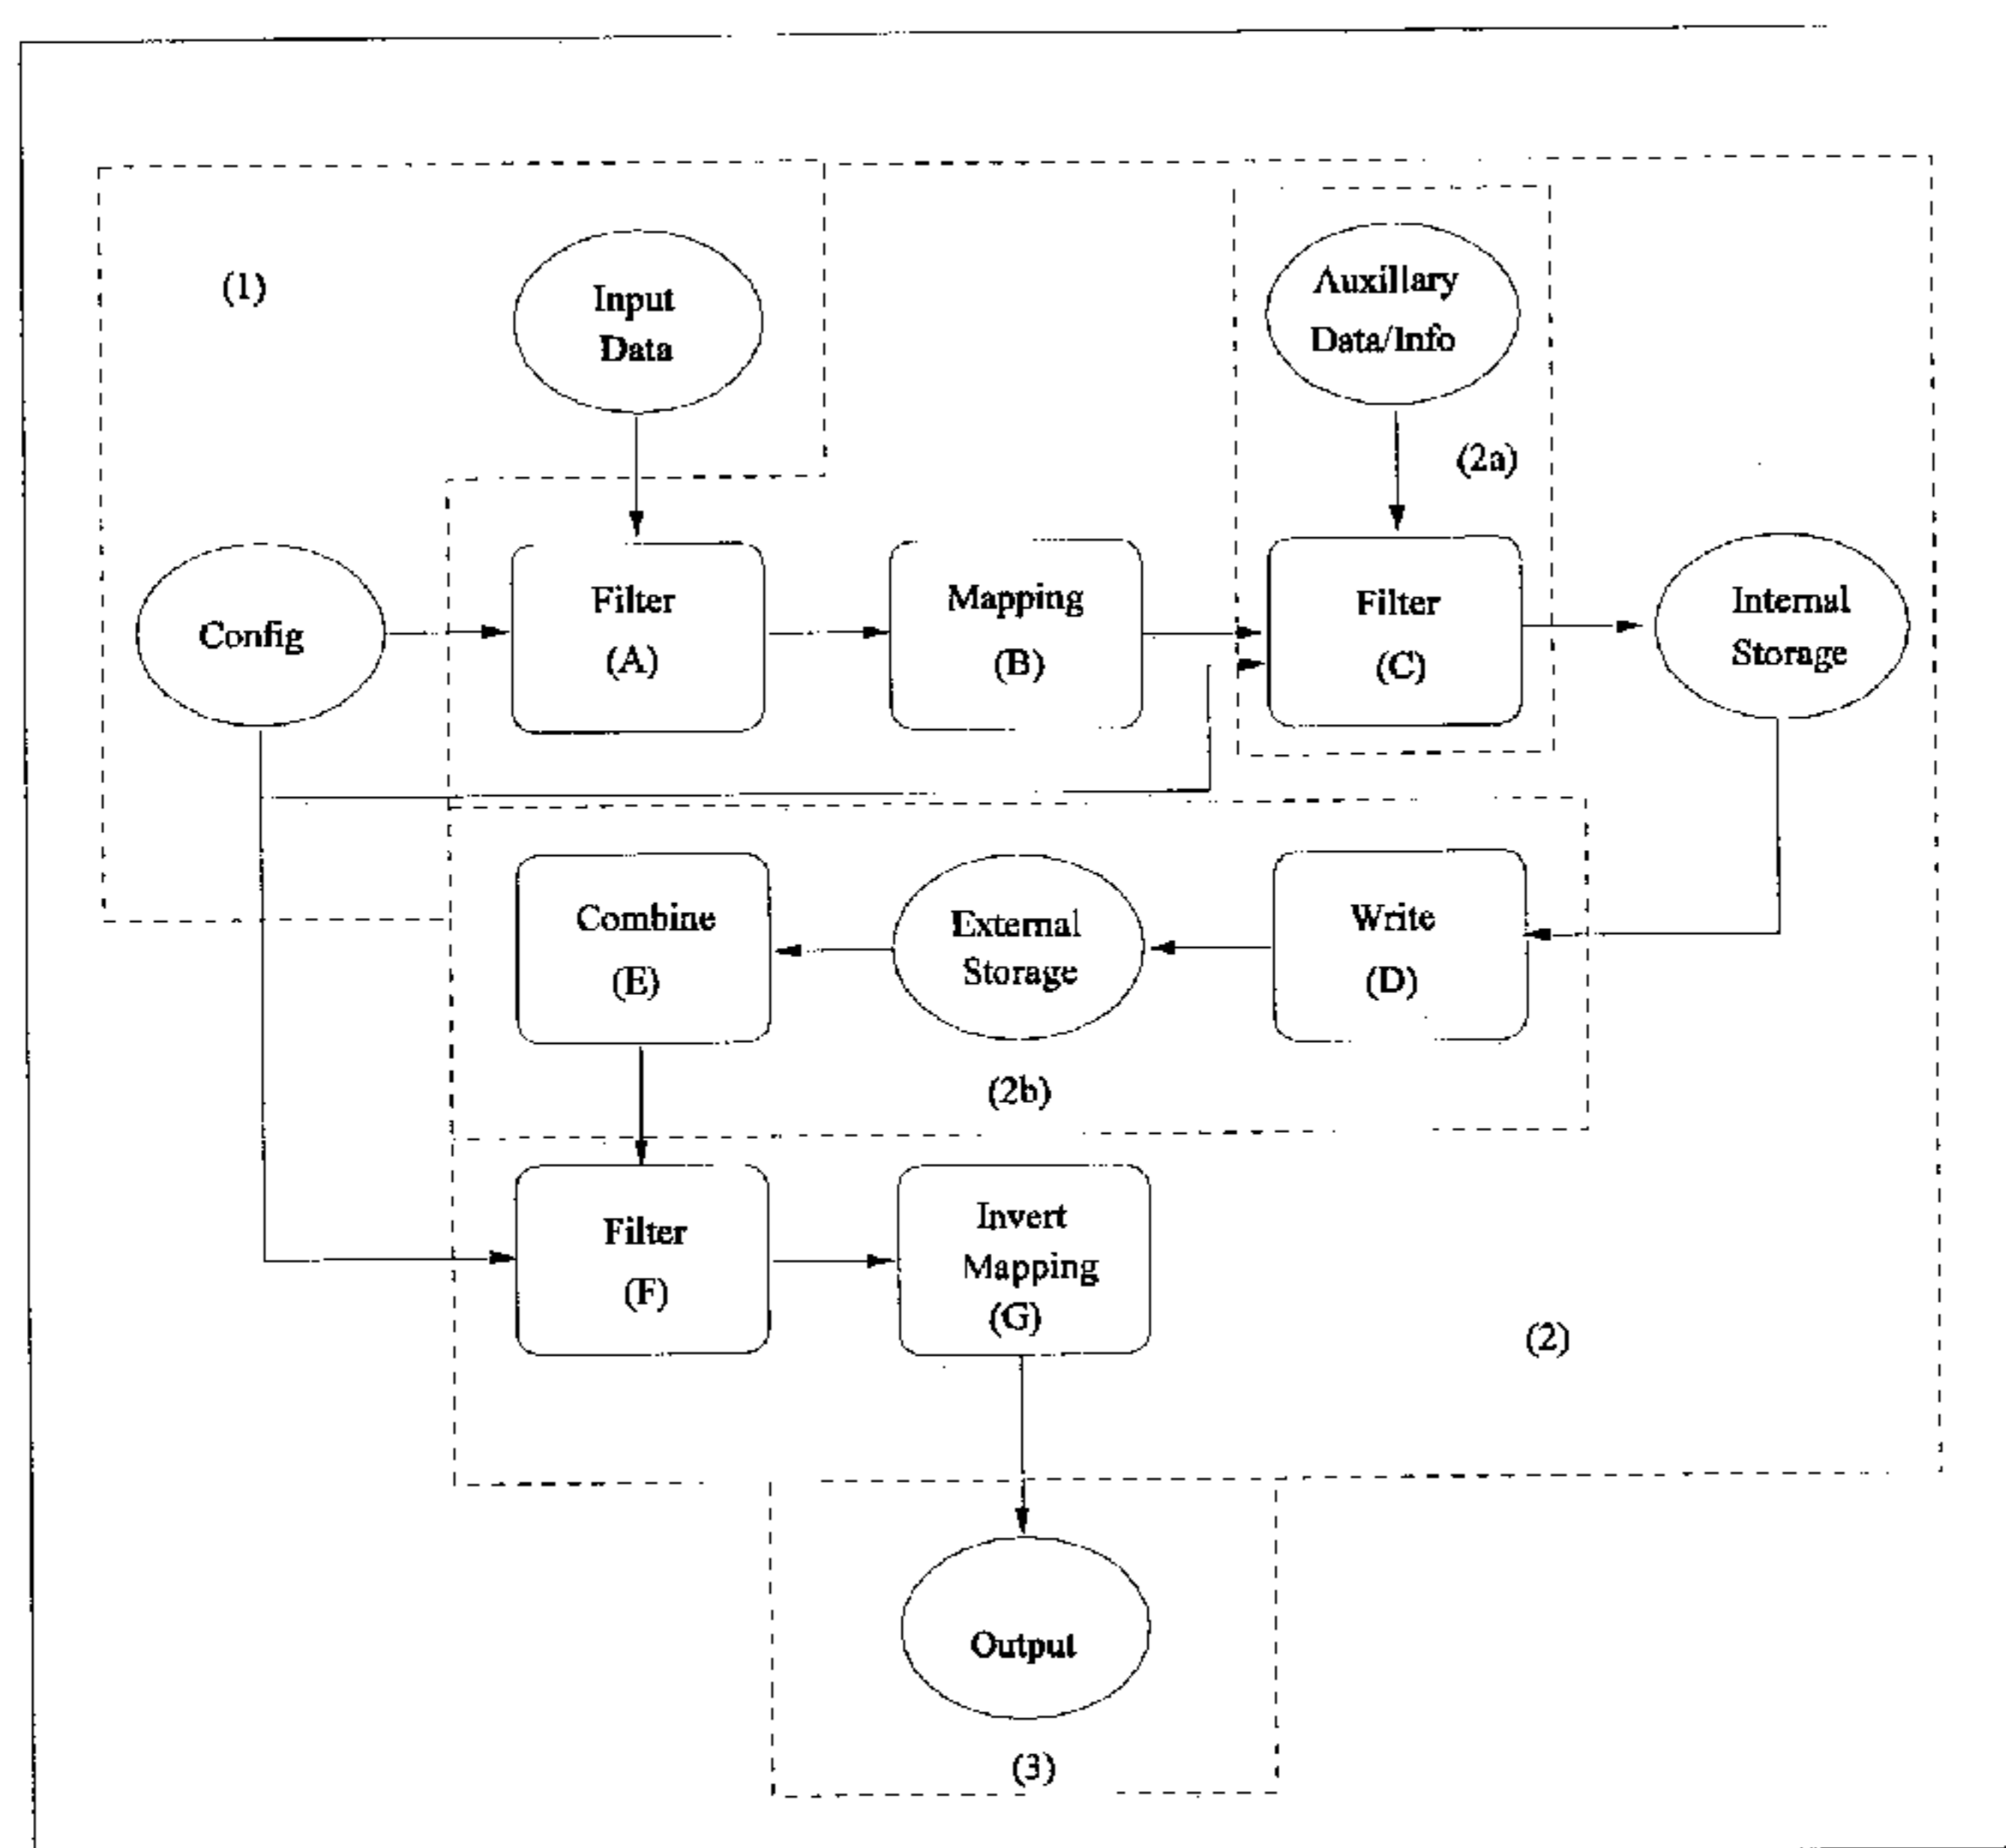 (1)
Input
Data
Auxillary
Data/Info
(2a)
Config
Filter
(A)
Mapping
(B)
Filter
(C)
Internal
Storage
Combine
(E)
External
Storage
Write
(D)
(2b)
Filter
(F)
Invert
Mapping
(G)
(2)
Output
(3)